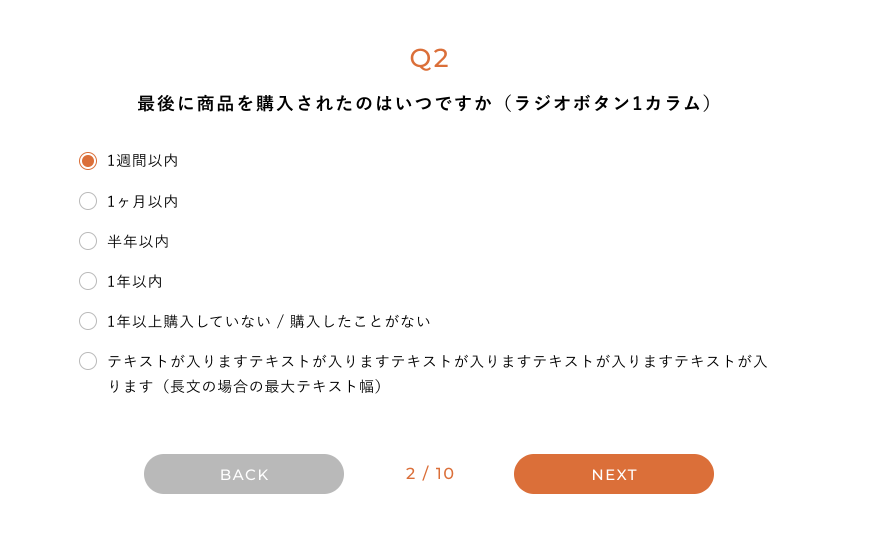 Q2
最後に商品を購入されたのはいつですか（ラジオボタン1カラム）
1週間以内
1ヶ月以内
半年以内
1年以内
1年以上購入していない / 購入したことがない
テキストが入りますテキストが入りますテキストが入りますテキストが入りますテキストが入
ります（長文の場合の最大テキスト幅）
BACK
2 / 10
NEXT